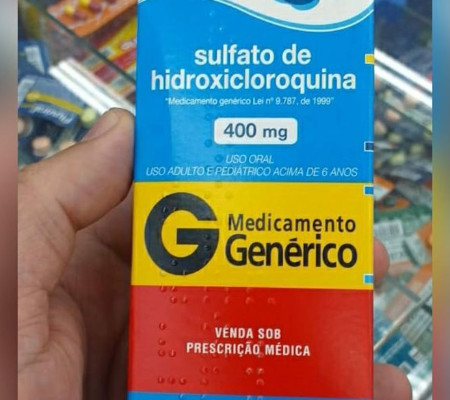 sulfato de
hidroxicloroquina
"Medicamento genérico Lei nº 9.787, de 1999"
400 mg
USO ORAL
USO ADULTO E PEDIÁTRICO ACIMA DE 6 ANOS
G Medicamento
Genérico
VENDA SOB
PRESCRIÇÃO MÉDICA